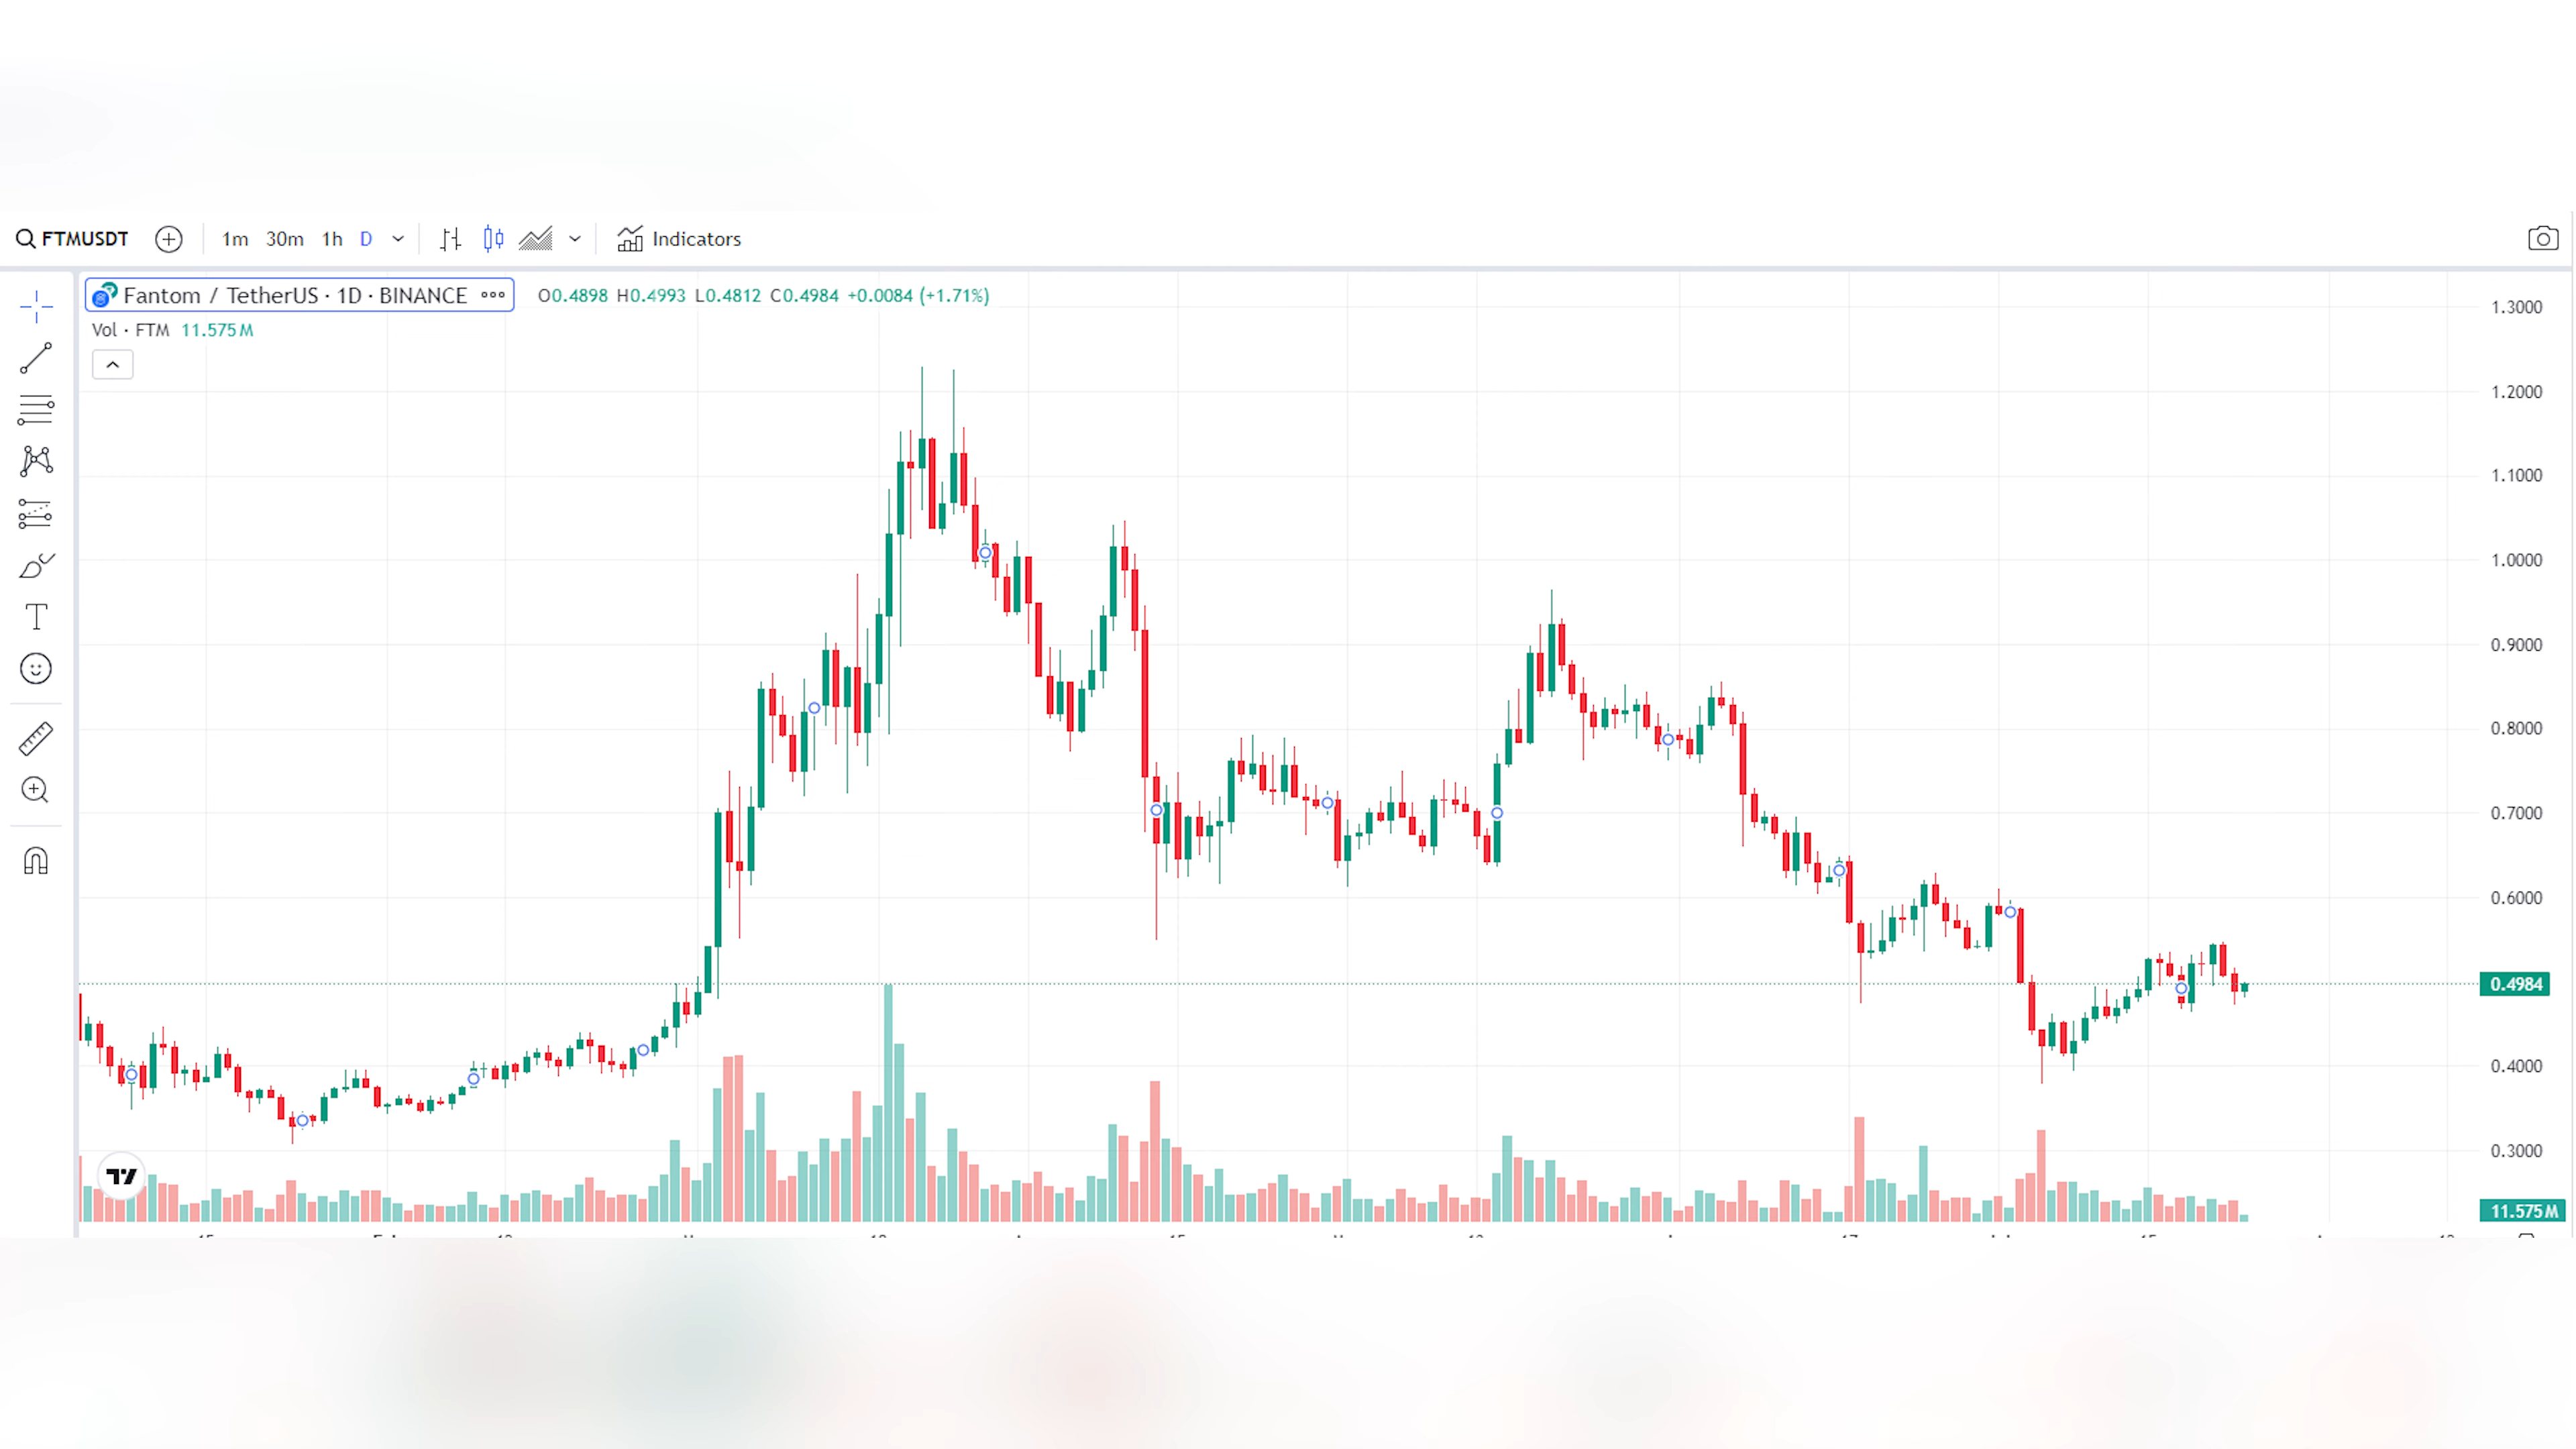 FTMUSDT 1m 30m 1h D Indicators
Fantom / TetherUS · 1D · BINANCE O0.4898 H0.4993 L0.4812 C0.4984 +0.0084 (+1.71%)
Vol · FTM 11.575M
1.3000
1.2000
1.1000
1.0000
0.9000
0.8000
0.7000
0.6000
0.4984
0.4000
0.3000
11.575M